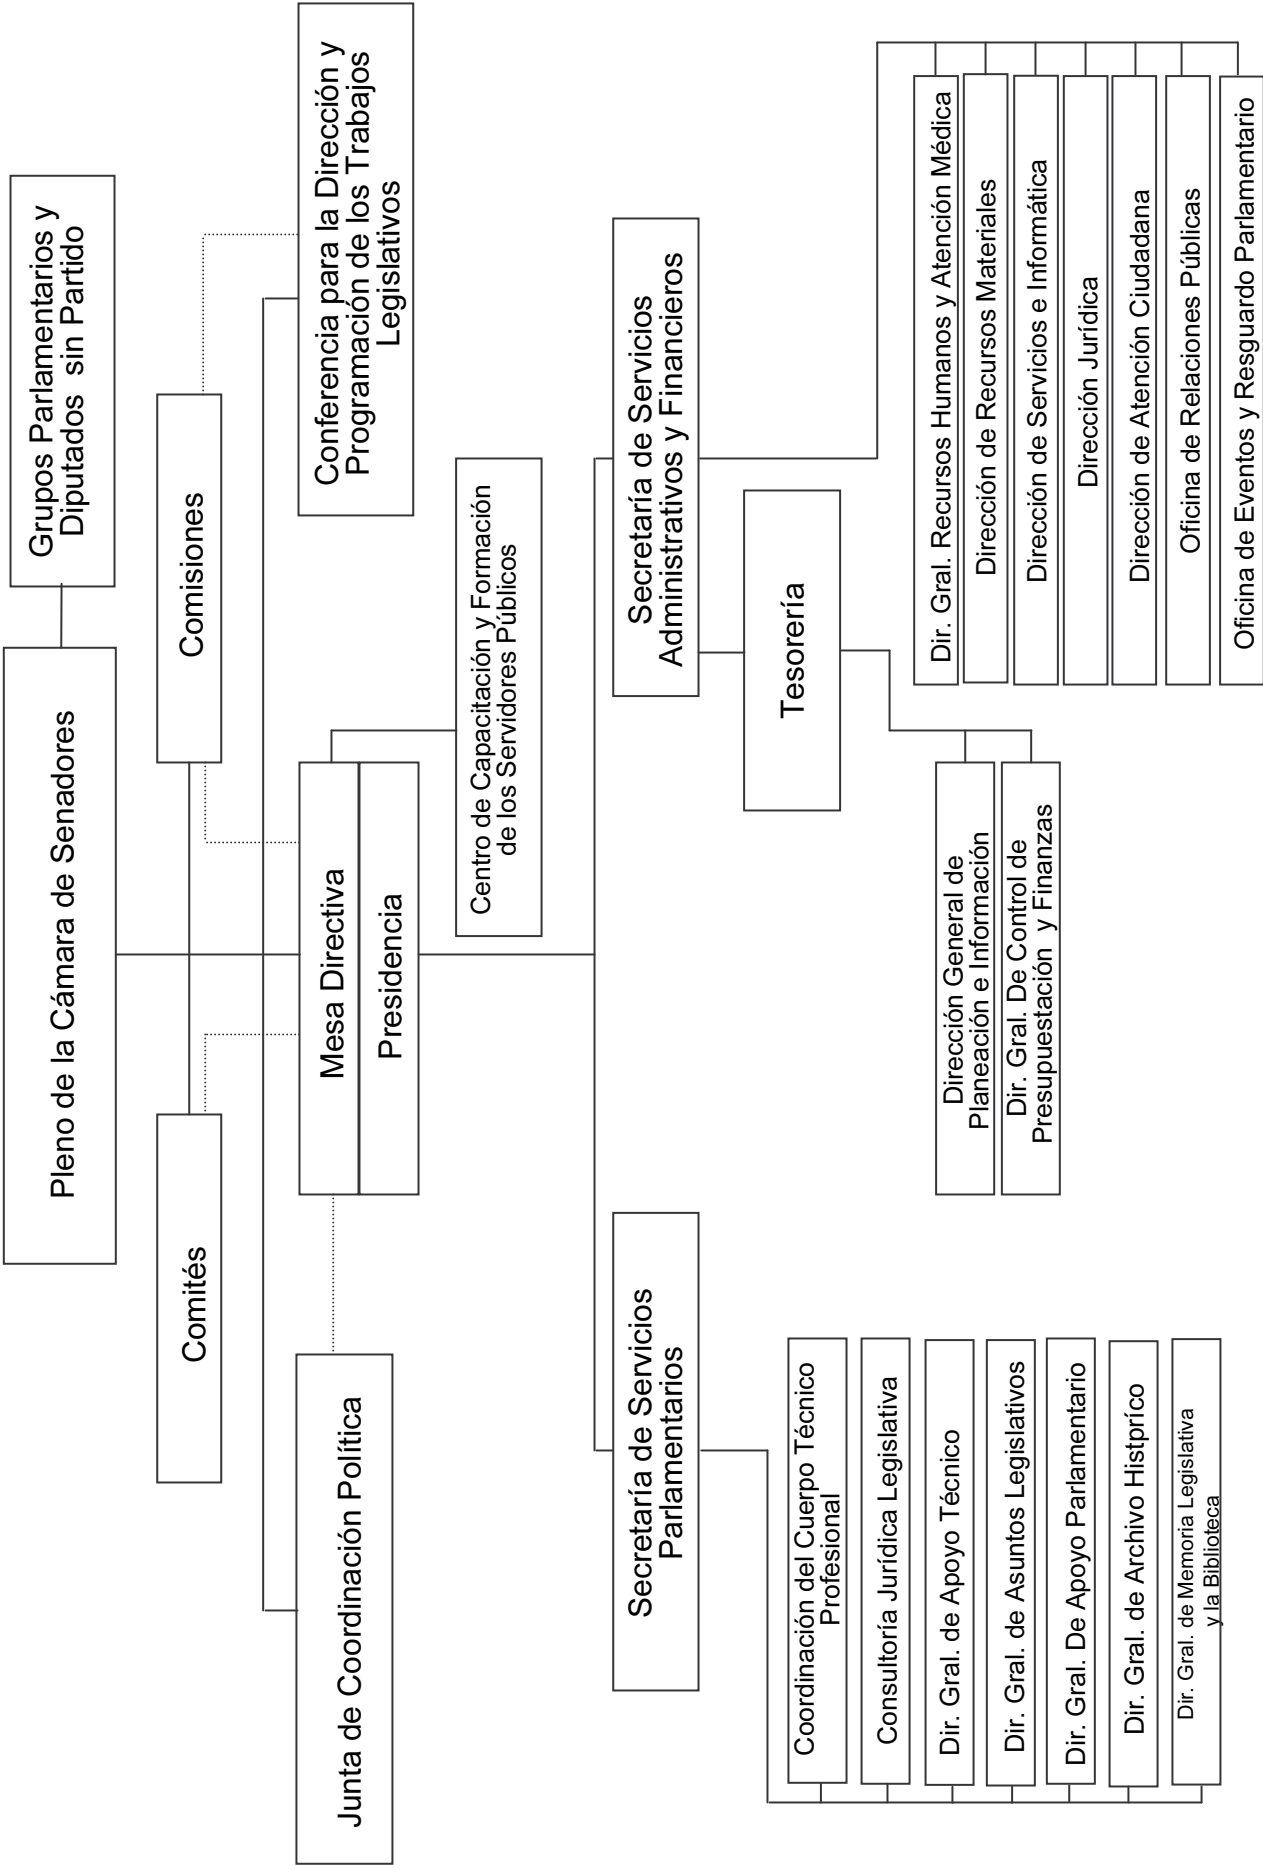 Pleno de la Cámara de Senadores
Grupos Parlamentarios y
Diputados sin Partido
Comités
Comisiones
Junta de Coordinación Política
Mesa Directiva
Presidencia
Conferencia para la Dirección y
Programación de los Trabajos
Legislativos
Centro de Capacitación y Formación
de los Servidores Públicos
Secretaría de Servicios
Parlamentarios
Secretaría de Servicios
Administrativos y Financieros
Tesorería
Coordinación del Cuerpo Técnico
Profesional
Consultoría Jurídica Legislativa
Dir. Gral. de Apoyo Técnico
Dir. Gral. de Asuntos Legislativos
Dir. Gral. De Apoyo Parlamentario
Dir. Gral. de Archivo Histpríco
Dir. Gral. de Memoria Legislativa
y la Biblioteca
Dirección General de
Planeación e Información
Dir. Gral. De Control de
Presupuestación y Finanzas
Dir. Gral. Recursos Humanos y Atención Médica
Dirección de Recursos Materiales
Dirección de Servicios e Informática
Dirección Jurídica
Dirección de Atención Ciudadana
Oficina de Relaciones Públicas
Oficina de Eventos y Resguardo Parlamentario